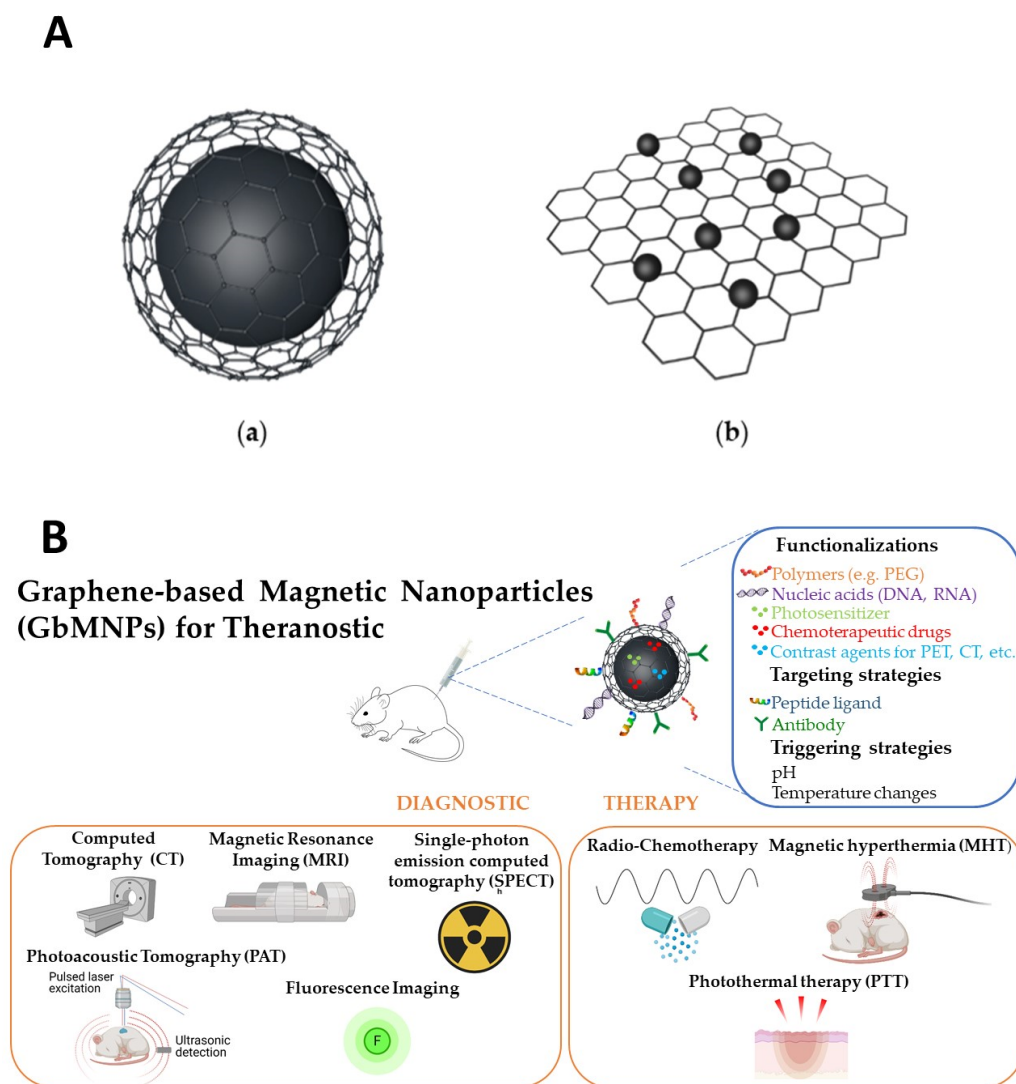 A
(a)
(b)
B
Graphene-based Magnetic Nanoparticles
(GbMNPs) for Theranostic
Functionalizations
Polymers (e.g. PEG)
Nucleic acids (DNA, RNA)
Photosensitizer
Chemoterapeutic drugs
Contrast agents for PET, CT, etc.
Targeting strategies
Peptide ligand
Antibody
Triggering strategies
pH
Temperature changes
DIAGNOSTIC
Computed
Tomography (CT)
Magnetic Resonance
Imaging (MRI)
Single-photon
emission computed
tomography (SPECT)
h
Photoacoustic Tomography (PAT)
Pulsed laser
excitation
Ultrasonic
detection
Fluorescence Imaging
F
THERAPY
Radio-Chemotherapy
Magnetic hyperthermia (MHT)
Photothermal therapy (PTT)